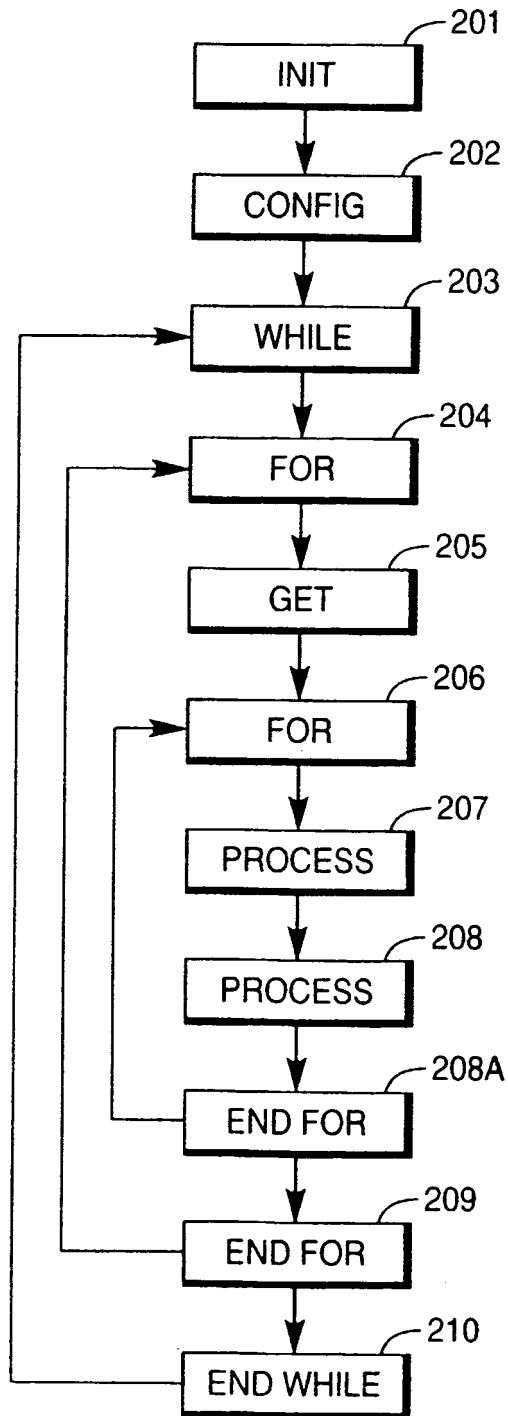 201
INIT
202
CONFIG
203
WHILE
204
FOR
205
GET
206
FOR
207
PROCESS
208
PROCESS
208A
END FOR
209
END FOR
210
END WHILE